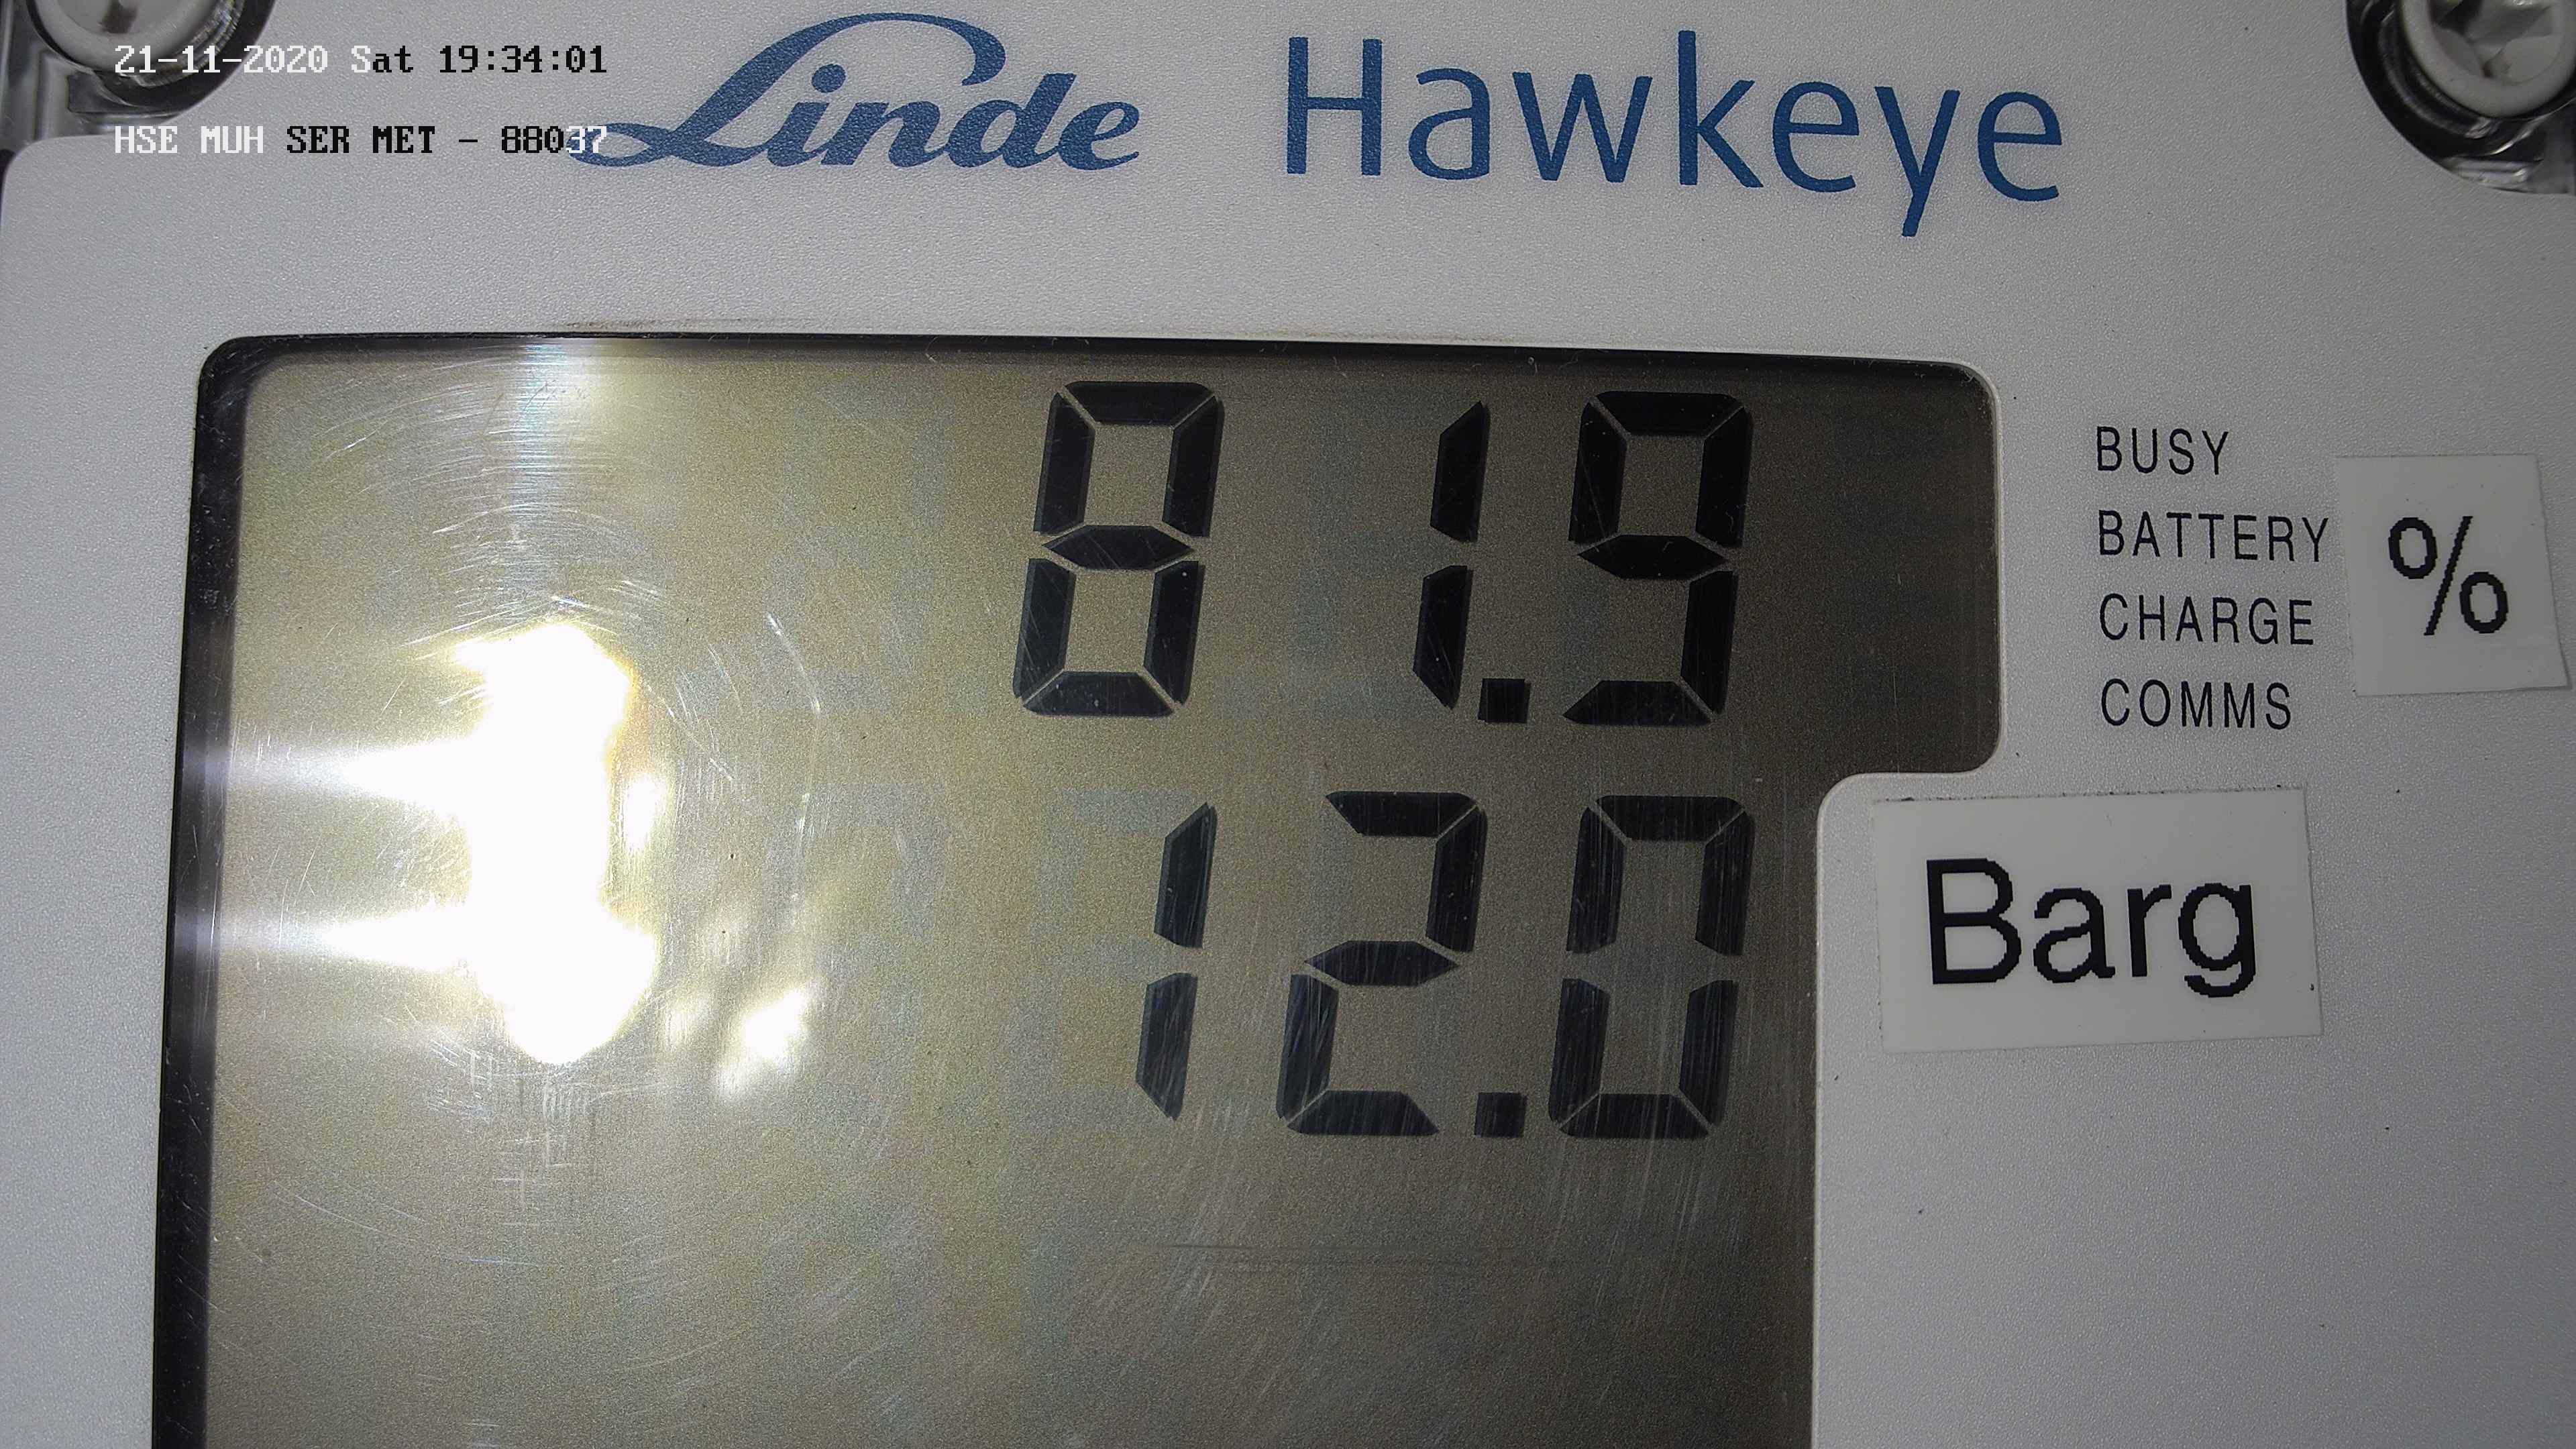 21-11-2020 Sat 19:34:01
HSE MUH SER MET - 88037
Linde Hawkeye
81.9
BUSY
BATTERY
CHARGE
COMMS
%
12.0
Barg